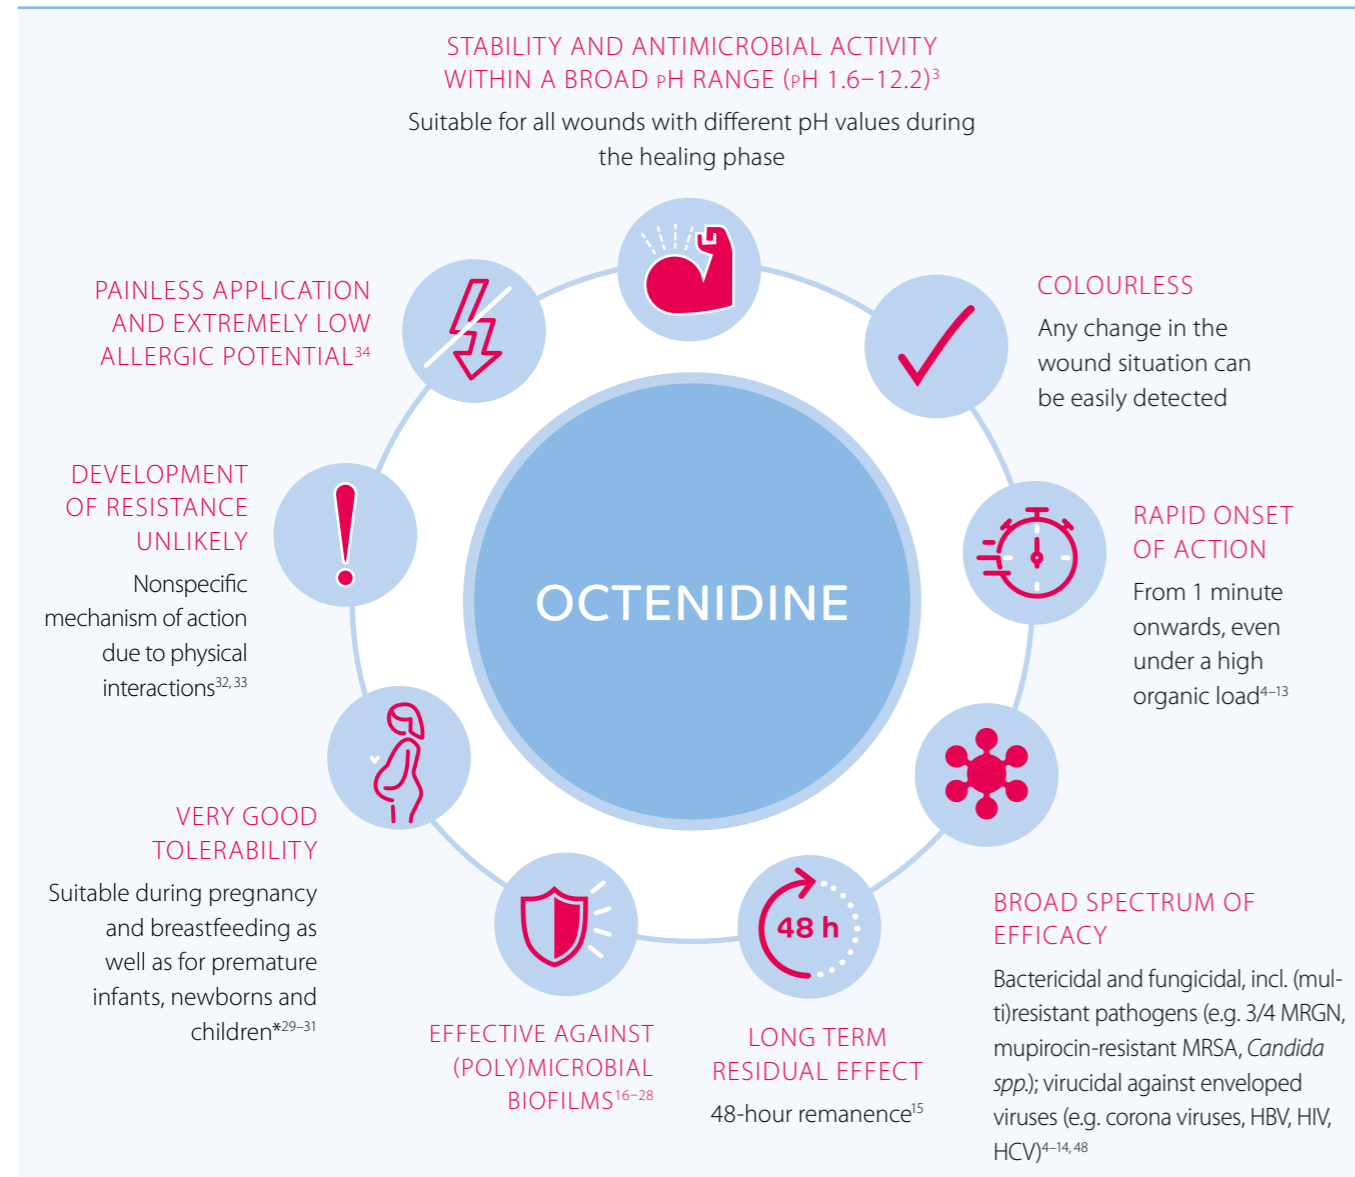 STABILITY AND ANTIMICROBIAL ACTIVITY
WITHIN A BROAD PH RANGE (PH 1.6–12.2)3
Suitable for all wounds with different pH values during
the healing phase
COLOURLESS
Any change in the
wound situation can
be easily detected
RAPID ONSET
OF ACTION
From 1 minute
onwards, even
under a high
organic load4–13
BROAD SPECTRUM OF
EFFICACY
Bactericidal and fungicidal, incl. (mul-
ti)resistant pathogens (e.g. 3/4 MRGN,
mupirocin-resistant MRSA, Candida
spp.); virucidal against enveloped
viruses (e.g. corona viruses, HBV, HIV,
HCV)4–14, 48
48 h
LONG TERM
RESIDUAL EFFECT
48-hour remanence15
EFFECTIVE AGAINST
(POLY)MICROBIAL
BIOFILMS16–28
VERY GOOD
TOLERABILITY
Suitable during pregnancy
and breastfeeding as
well as for premature
infants, newborns and
children*29–31
DEVELOPMENT
OF RESISTANCE
UNLIKELY
Nonspecific
mechanism of action
due to physical
interactions32, 33
PAINLESS APPLICATION
AND EXTREMELY LOW
ALLERGIC POTENTIAL34
OCTENIDINE